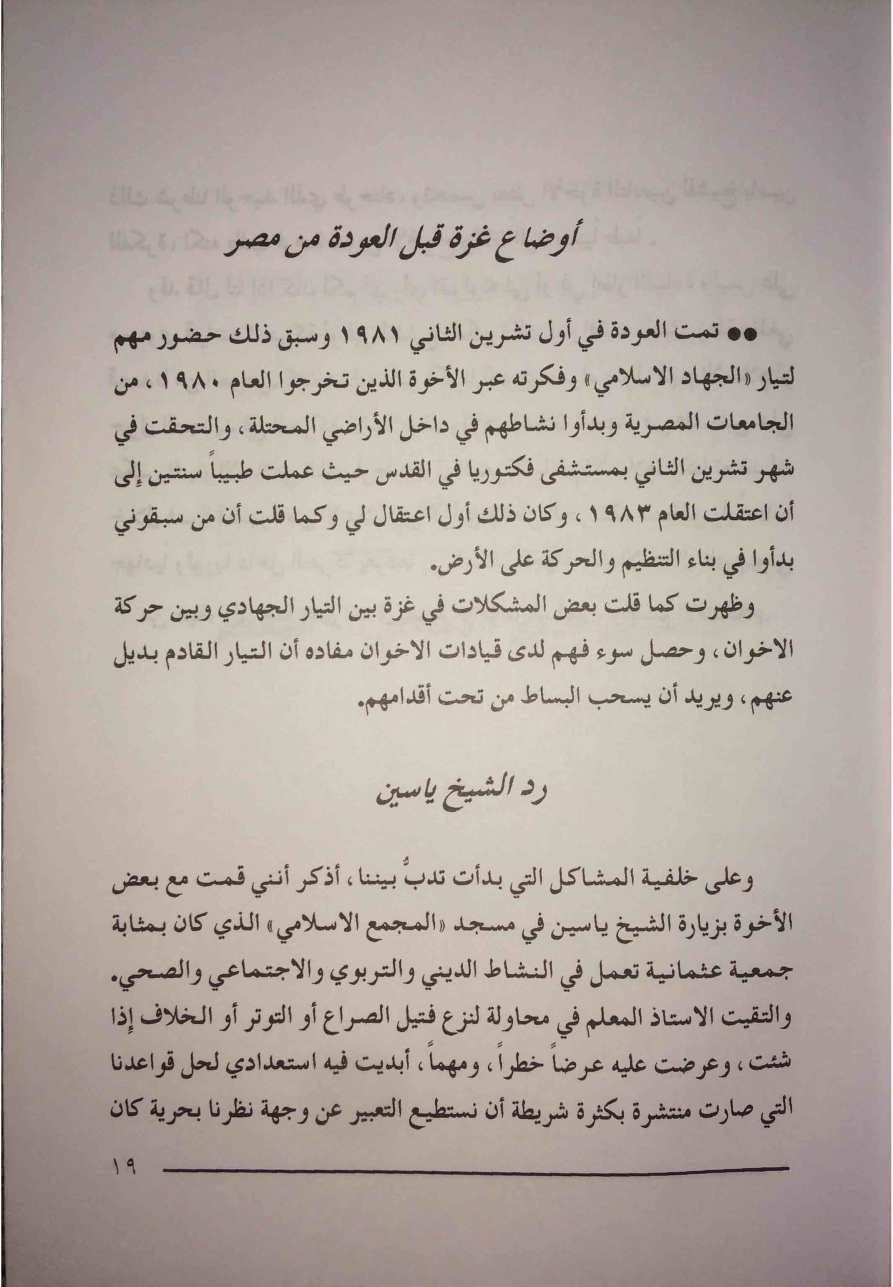 أوضاع غزة قبل العودة من مصر
●● تمت العودة في أول تشرين الثاني ١٩٨١ وسبق ذلك حضور مهم
لتيار «الجهاد الاسلامي» وفكرته عبر الأخوة الذين تخرجوا العام ١٩٨٠، من
الجامعات المصرية وبدأوا نشاطهم في داخل الأراضي المحتلة، والتحقت في
شهر تشرين الثاني بمستشفى فكتوريا في القدس حيث عملت طبيباً سنتين إلى
أن اعتقلت العام ١٩٨٣، وكان ذلك أول اعتقال لي وكما قلت أن من سبقوني
بدأوا في بناء التنظيم والحركة على الأرض.
وظهرت كما قلت بعض المشكلات في غزة بين التيار الجهادي وبين حركة
الاخوان، وحصل سوء فهم لدى قيادات الاخوان مفاده أن التيار القادم بديل
عنهم، ويريد أن يسحب البساط من تحت أقدامهم.
رد الشيخ ياسين
وعلى خلفية المشاكل التي بدأت تدبُّ بيننا، أذكر أنني قمت مع بعض
الأخوة بزيارة الشيخ ياسين في مسجد «المجمع الاسلامي» الذي كان بمثابة
جمعية عثمانية تعمل في النشاط الديني والتربوي والاجتماعي والصحي.
والتقيت الاستاذ المعلم في محاولة لنزع فتيل الصراع أو التوتر أو الخلاف إذا
شئت، وعرضت عليه عرضاً خطراً، ومهماً، أبديت فيه استعدادي لحل قواعدنا
التي صارت منتشرة بكثرة شريطة أن نستطيع التعبير عن وجهة نظرنا بحرية كان
١٩